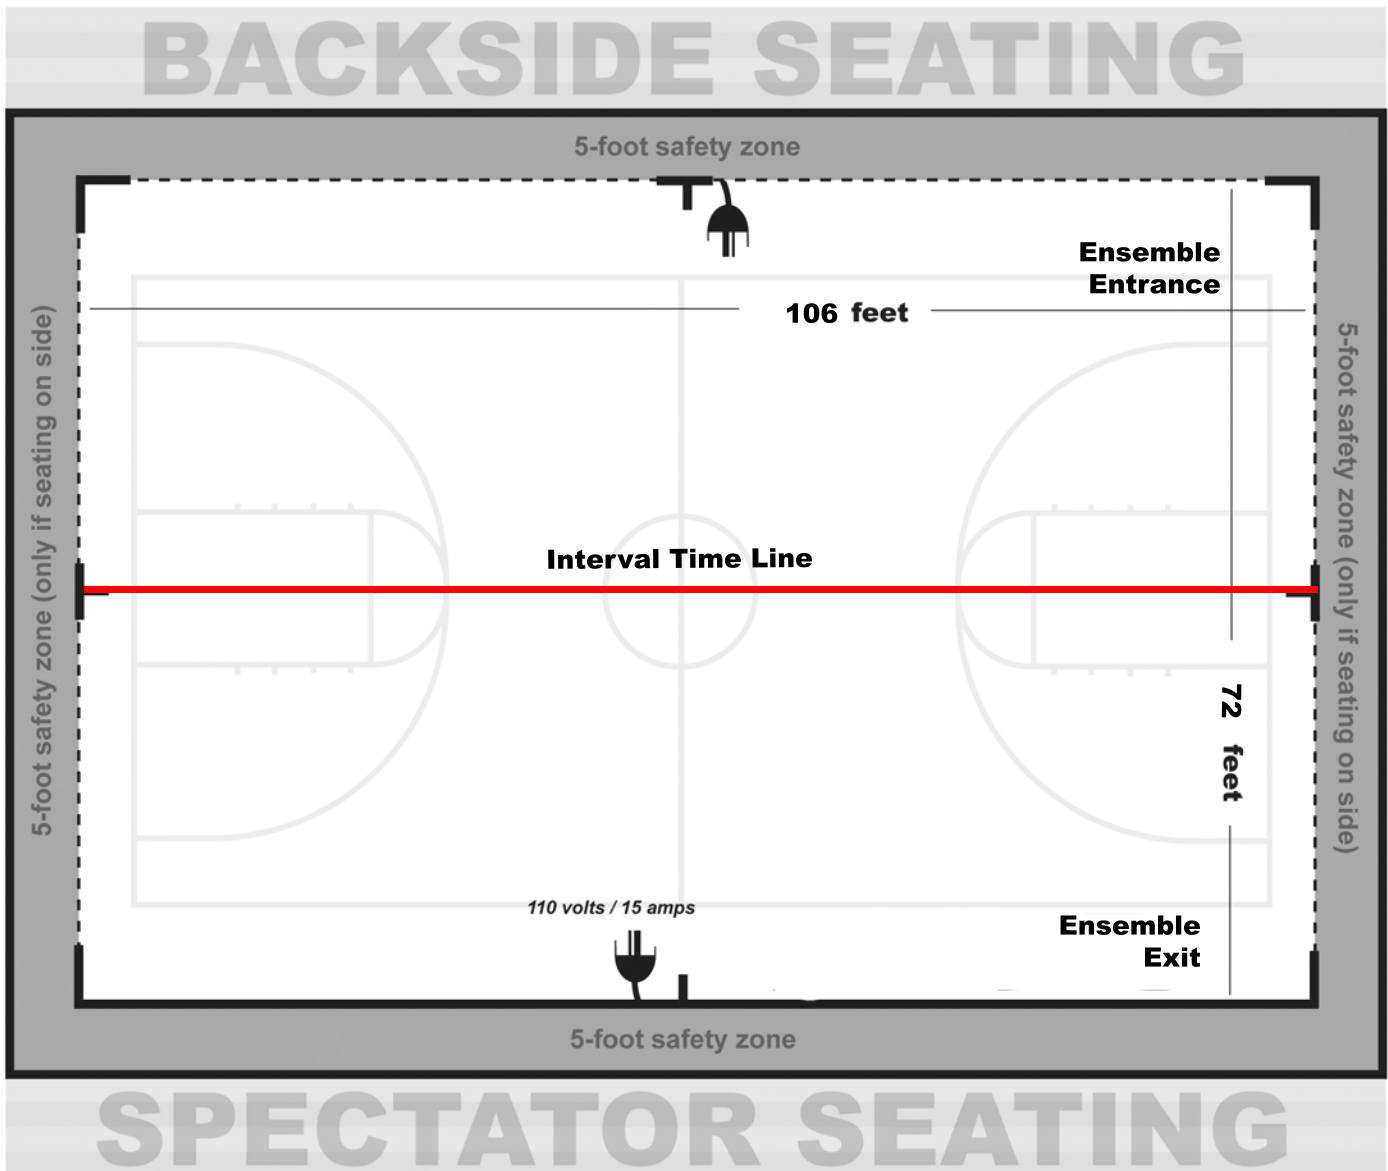 BACKSIDE SEATING
5-foot safety zone
Ensemble
Entrance
106 feet
5-foot safety zone (only if seating on side)
5-foot safety zone (only if seating on side)
Interval Time Line
72 feet
110 volts / 15 amps
Ensemble
Exit
5-foot safety zone
SPECTATOR SEATING